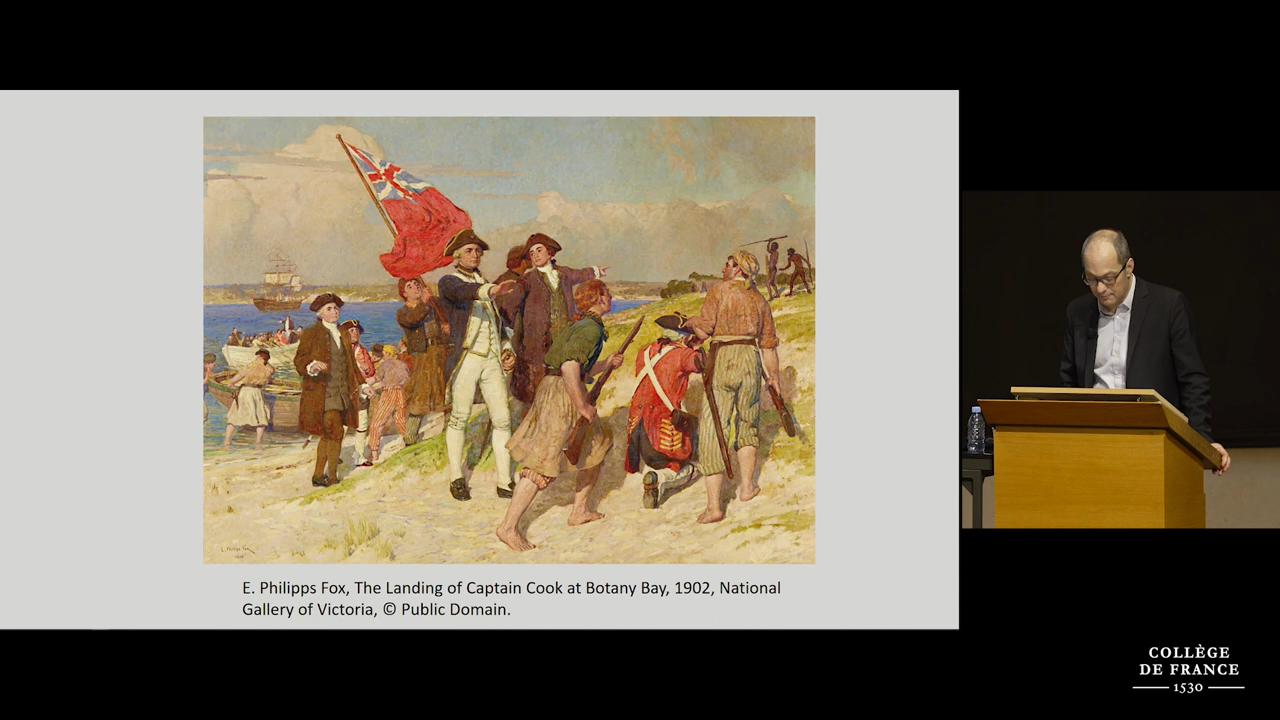 E. Philipps Fox, The Landing of Captain Cook at Botany Bay, 1902, National
Gallery of Victoria, © Public Domain.
COLLÈGE
DE FRANCE
1530